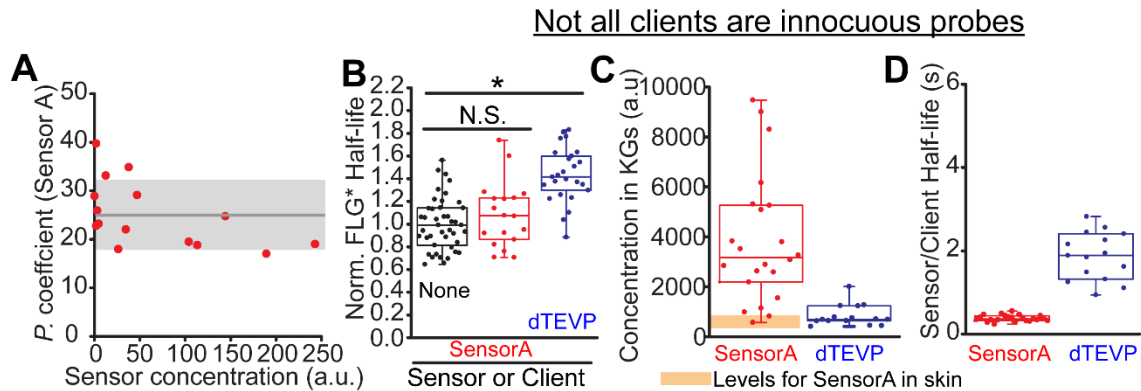 Not all clients are innocuous probes
A
P. coeffcient (Sensor A)
50
40
30
20
10
0
0 50 100 150 200 250
Sensor concentration (a.u.)
B
Norm. FLG* Half-life
2.2
2.0
1.8
1.6
1.4
1.2
1.0
0.8
0.6
0.4
0.2
0.0
*
N.S.
None
dTEVP
SensorA
Sensor or Client
C
Concentration in KGs (a.u)
10000
8000
6000
4000
2000
0
SensorA dTEVP
Levels for SensorA in skin
D
Sensor/Client Half-life (s)
6
4
2
0
SensorA dTEVP